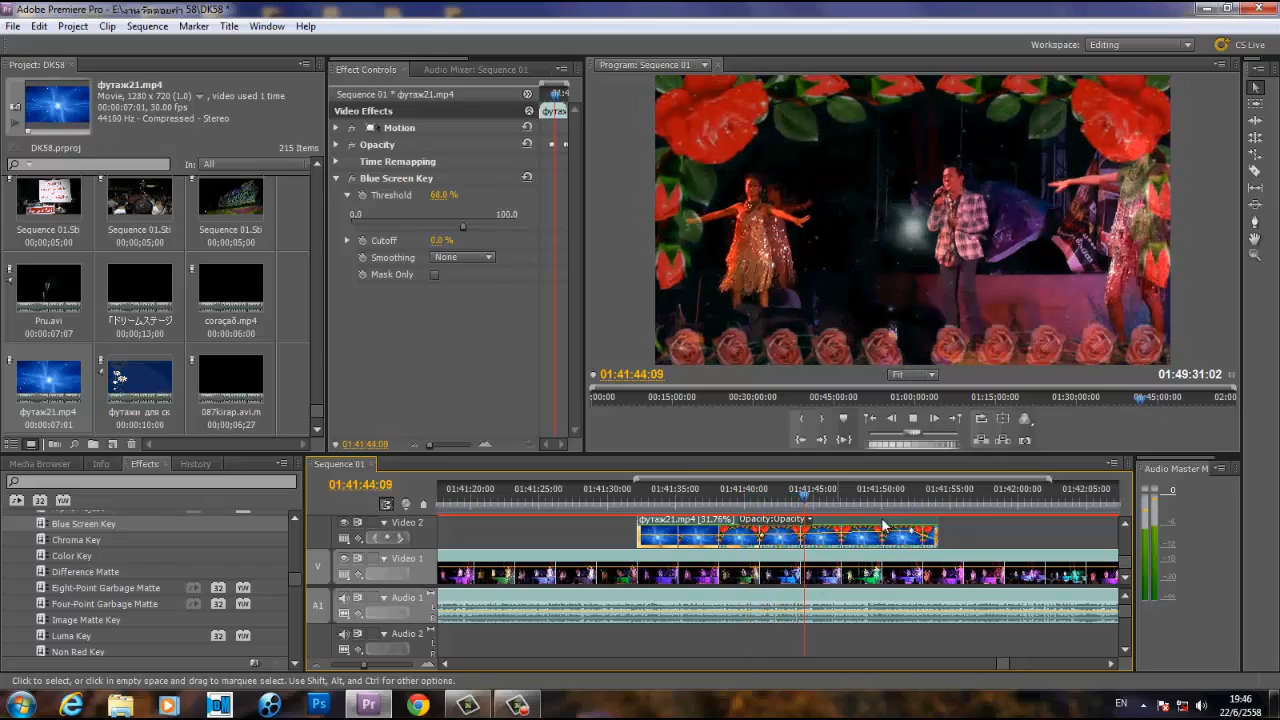 Adobe Premiere Pro - E:\งานวัดดอยคำ 58\DK58 *
File Edit Project Clip Sequence Marker Title Window Help
Workspace: Editing CS Live
Project: DK58
футаж21.mp4
Movie, 1280 x 720 (1.0) , video used 1 time
00:00:07:01, 30.00 fps
44100 Hz - Compressed - Stereo
DK58.prproj 215 Items
In: All
Sequence 01.Sti Sequence 01.Sti Sequence 01.Sti
00;00;05;00 00;00;05;00 00;00;05;00
Pru.avi 「ドリームステージ coraçaõ.mp4
00:00:07:07 00;00;13;00 00:00:06:00
футаж21.mp4 футажи для ск 087kirap.avi.m
00:00:07:01 00:00:10:00 00;00;06;27
Effect Controls Audio Mixer: Sequence 01
Sequence 01 * футаж21.mp4
Video Effects
Motion
Opacity
Time Remapping
Blue Screen Key
Threshold 68.0 %
0.0 100.0
Cutoff 0.0 %
Smoothing None
Mask Only
01:41:44:09
Program: Sequence 01
01:41:44:09 Fit 01:49:31:02
:00:00 00:15:00:00 00:30:00:00 00:45:00:00 01:00:00:00 01:15:00:00 01:30:00:00 01:45:00:00 02:00
Media Browser Info Effects History
Blue Screen Key
Chroma Key
Color Key
Difference Matte
Eight-Point Garbage Matte
Four-Point Garbage Matte
Image Matte Key
Luma Key
Non Red Key
Sequence 01
01:41:44:09
01:41:20:00 01:41:25:00 01:41:30:00 01:41:35:00 01:41:40:00 01:41:45:00 01:41:50:00 01:41:55:00 01:42:00:00 01:42:05:00
Video 2
футаж21.mp4 [31.76%] Opacity:Opacity
V Video 1
A1 Audio 1
Audio 2
Audio Master M
0
-6
-12
-18
-∞
Click to select, or click in empty space and drag to marquee select. Use Shift, Alt, and Ctrl for other options.
EN 19:46
22/6/2558